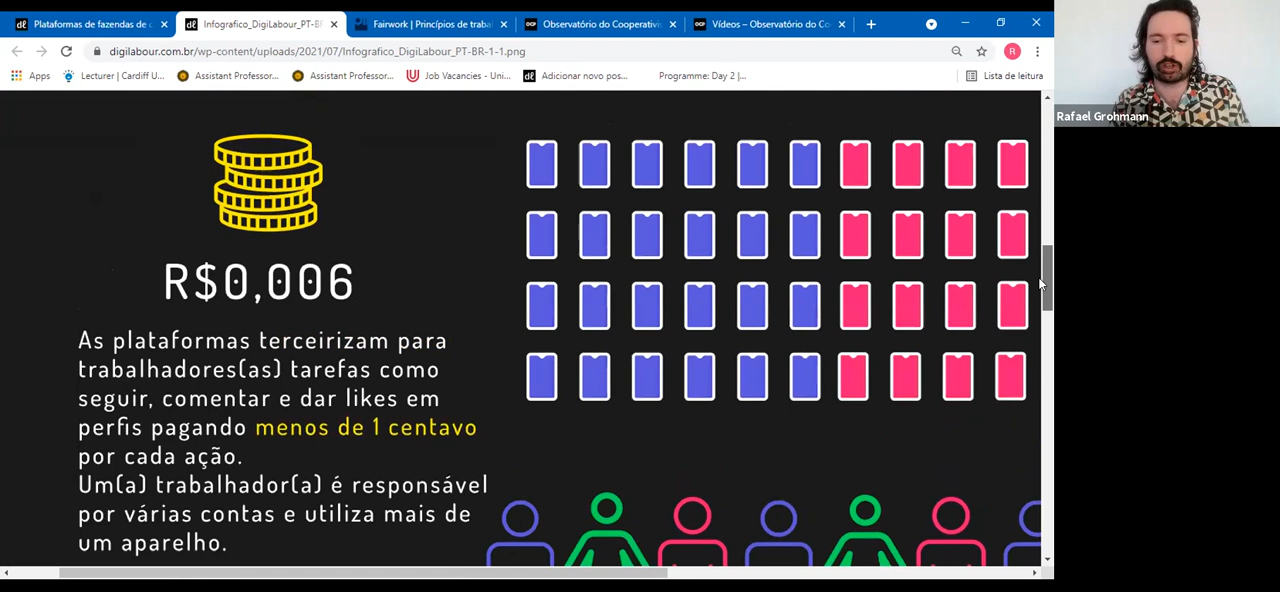 Plataformas de fazendas de c
Infografico_DigiLabour_PT-BR
Fairwork | Princípios de traba
Observatório do Cooperativis
Vídeos – Observatório do Co
digilabour.com.br/wp-content/uploads/2021/07/Infografico_DigiLabour_PT-BR-1-1.png
R
Apps
Lecturer | Cardiff U...
Assistant Professor...
Assistant Professor...
Job Vacancies - Uni...
Adicionar novo pos...
Programme: Day 2 |...
Lista de leitura
Rafael Grohmann
R$0,006
As plataformas terceirizam para
trabalhadores(as) tarefas como
seguir, comentar e dar likes em
perfis pagando menos de 1 centavo
por cada ação.
Um(a) trabalhador(a) é responsável
por várias contas e utiliza mais de
um aparelho.